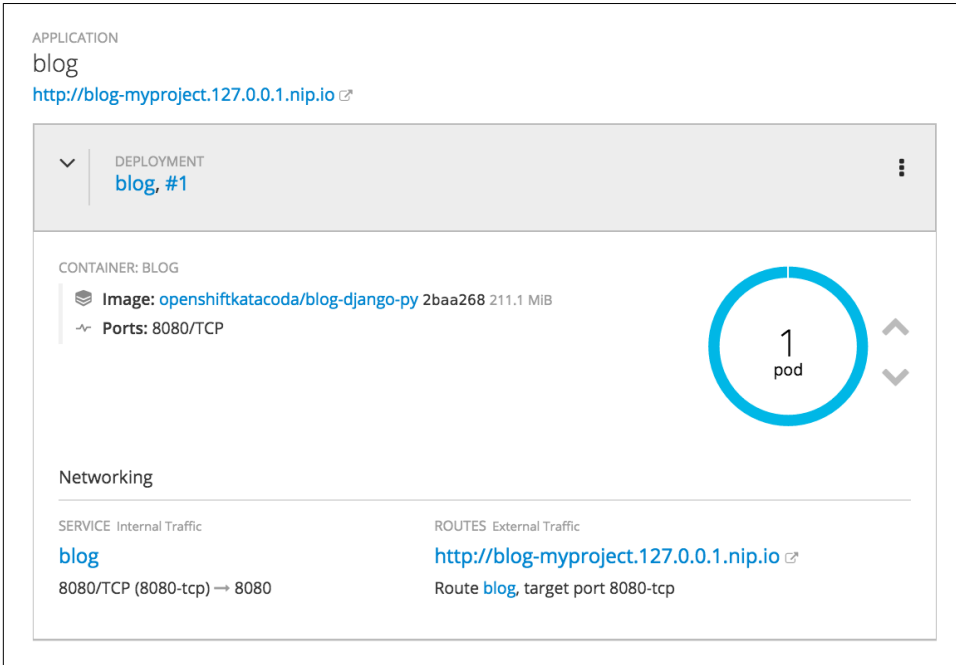 APPLICATION
blog
http://blog-myproject.127.0.0.1.nip.io
DEPLOYMENT
blog, #1
CONTAINER: BLOG
Image: openshiftkatacoda/blog-django-py 2baa268 211.1 MiB
Ports: 8080/TCP
1
pod
Networking
SERVICE Internal Traffic
blog
8080/TCP (8080-tcp) → 8080
ROUTES External Traffic
http://blog-myproject.127.0.0.1.nip.io
Route blog, target port 8080-tcp